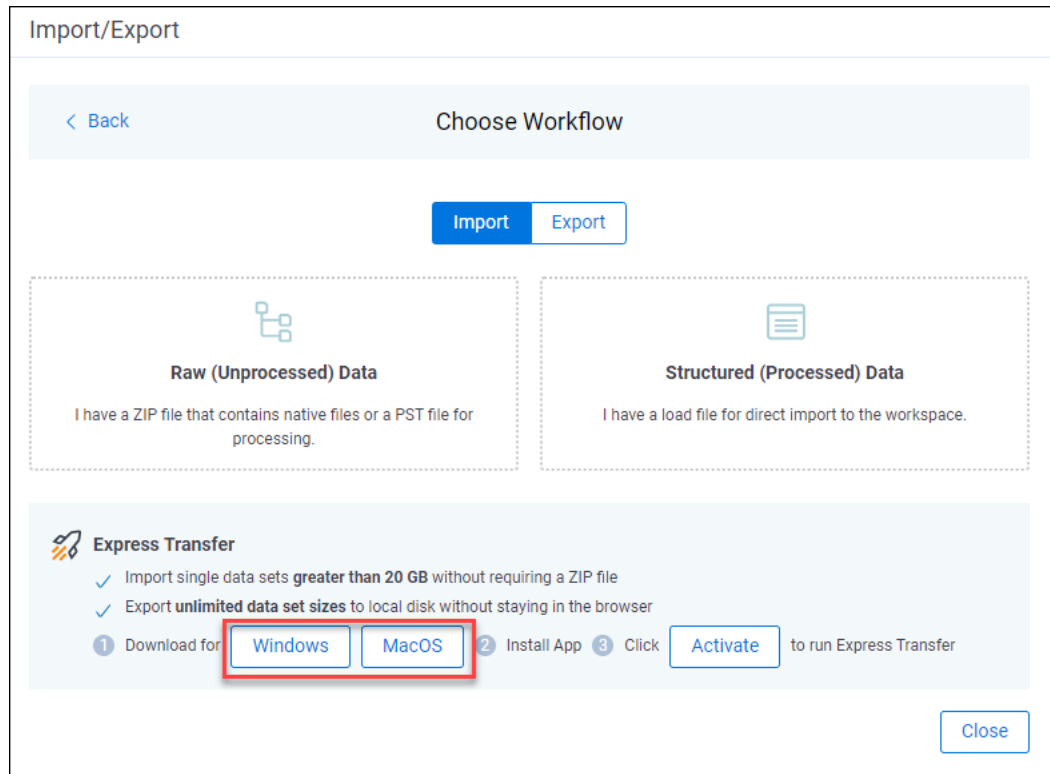 Import/Export
Back
Choose Workflow
Import
Export
Raw (Unprocessed) Data
I have a ZIP file that contains native files or a PST file for
processing.
Structured (Processed) Data
I have a load file for direct import to the workspace.
Express Transfer
Import single data sets greater than 20 GB without requiring a ZIP file
Export unlimited data set sizes to local disk without staying in the browser
1 Download for Windows MacOS 2 Install App 3 Click Activate to run Express Transfer
Close